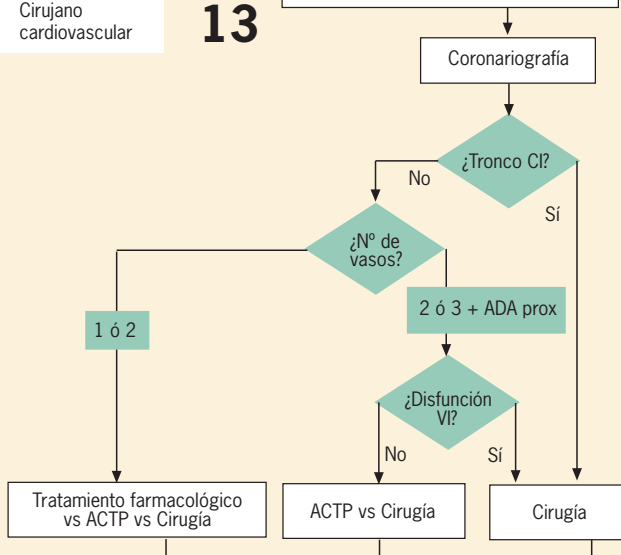 Cirujano
cardiovascular
13
Coronariografía
¿Tronco CI?
No
Sí
¿Nº de
vasos?
1 ó 2
2 ó 3 + ADA prox
¿Disfunción
VI?
No
Sí
Tratamiento farmacológico
vs ACTP vs Cirugía
ACTP vs Cirugía
Cirugía